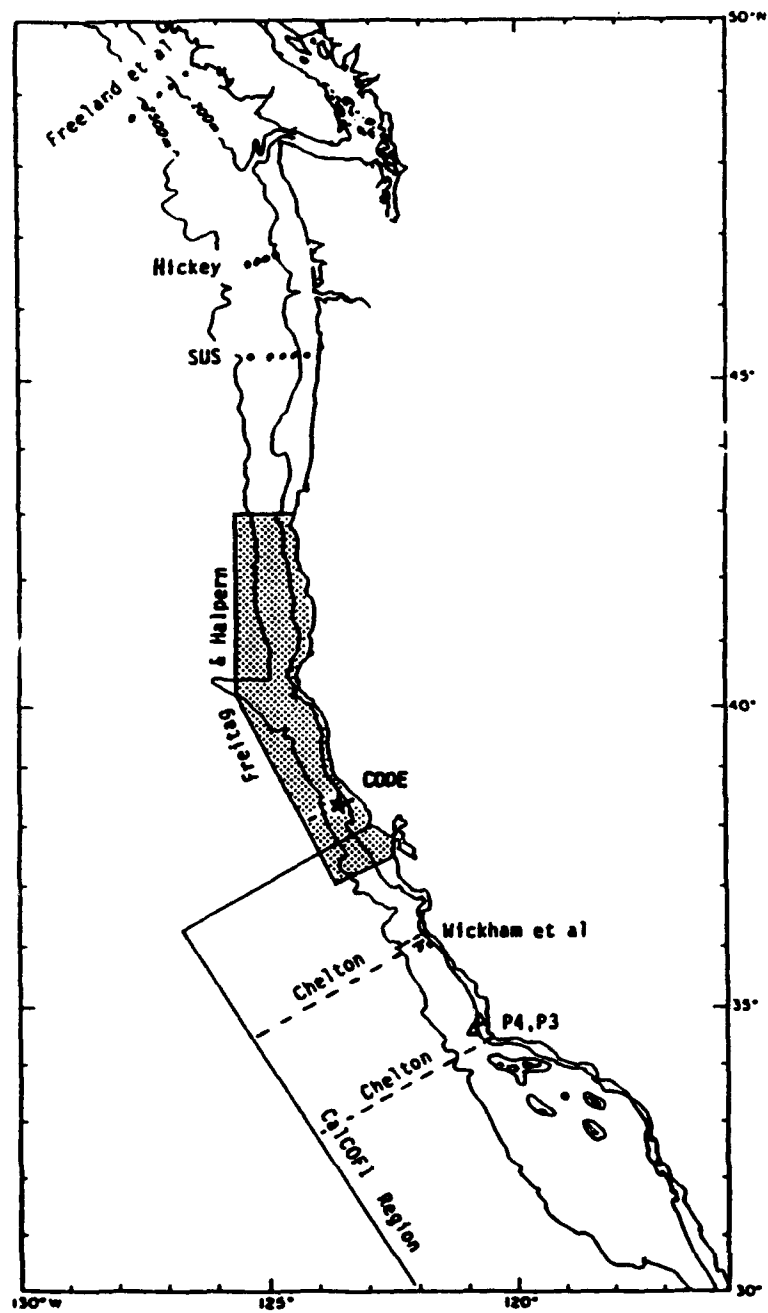 50°N
Freeland et al
200m
Hickey
SUS
45°
& Halpern
Freitag
40°
CODE
Wickham et al
Chelton
35°
P4,P3
Chelton
CalCOFI Region
30°
130°W
125°
120°